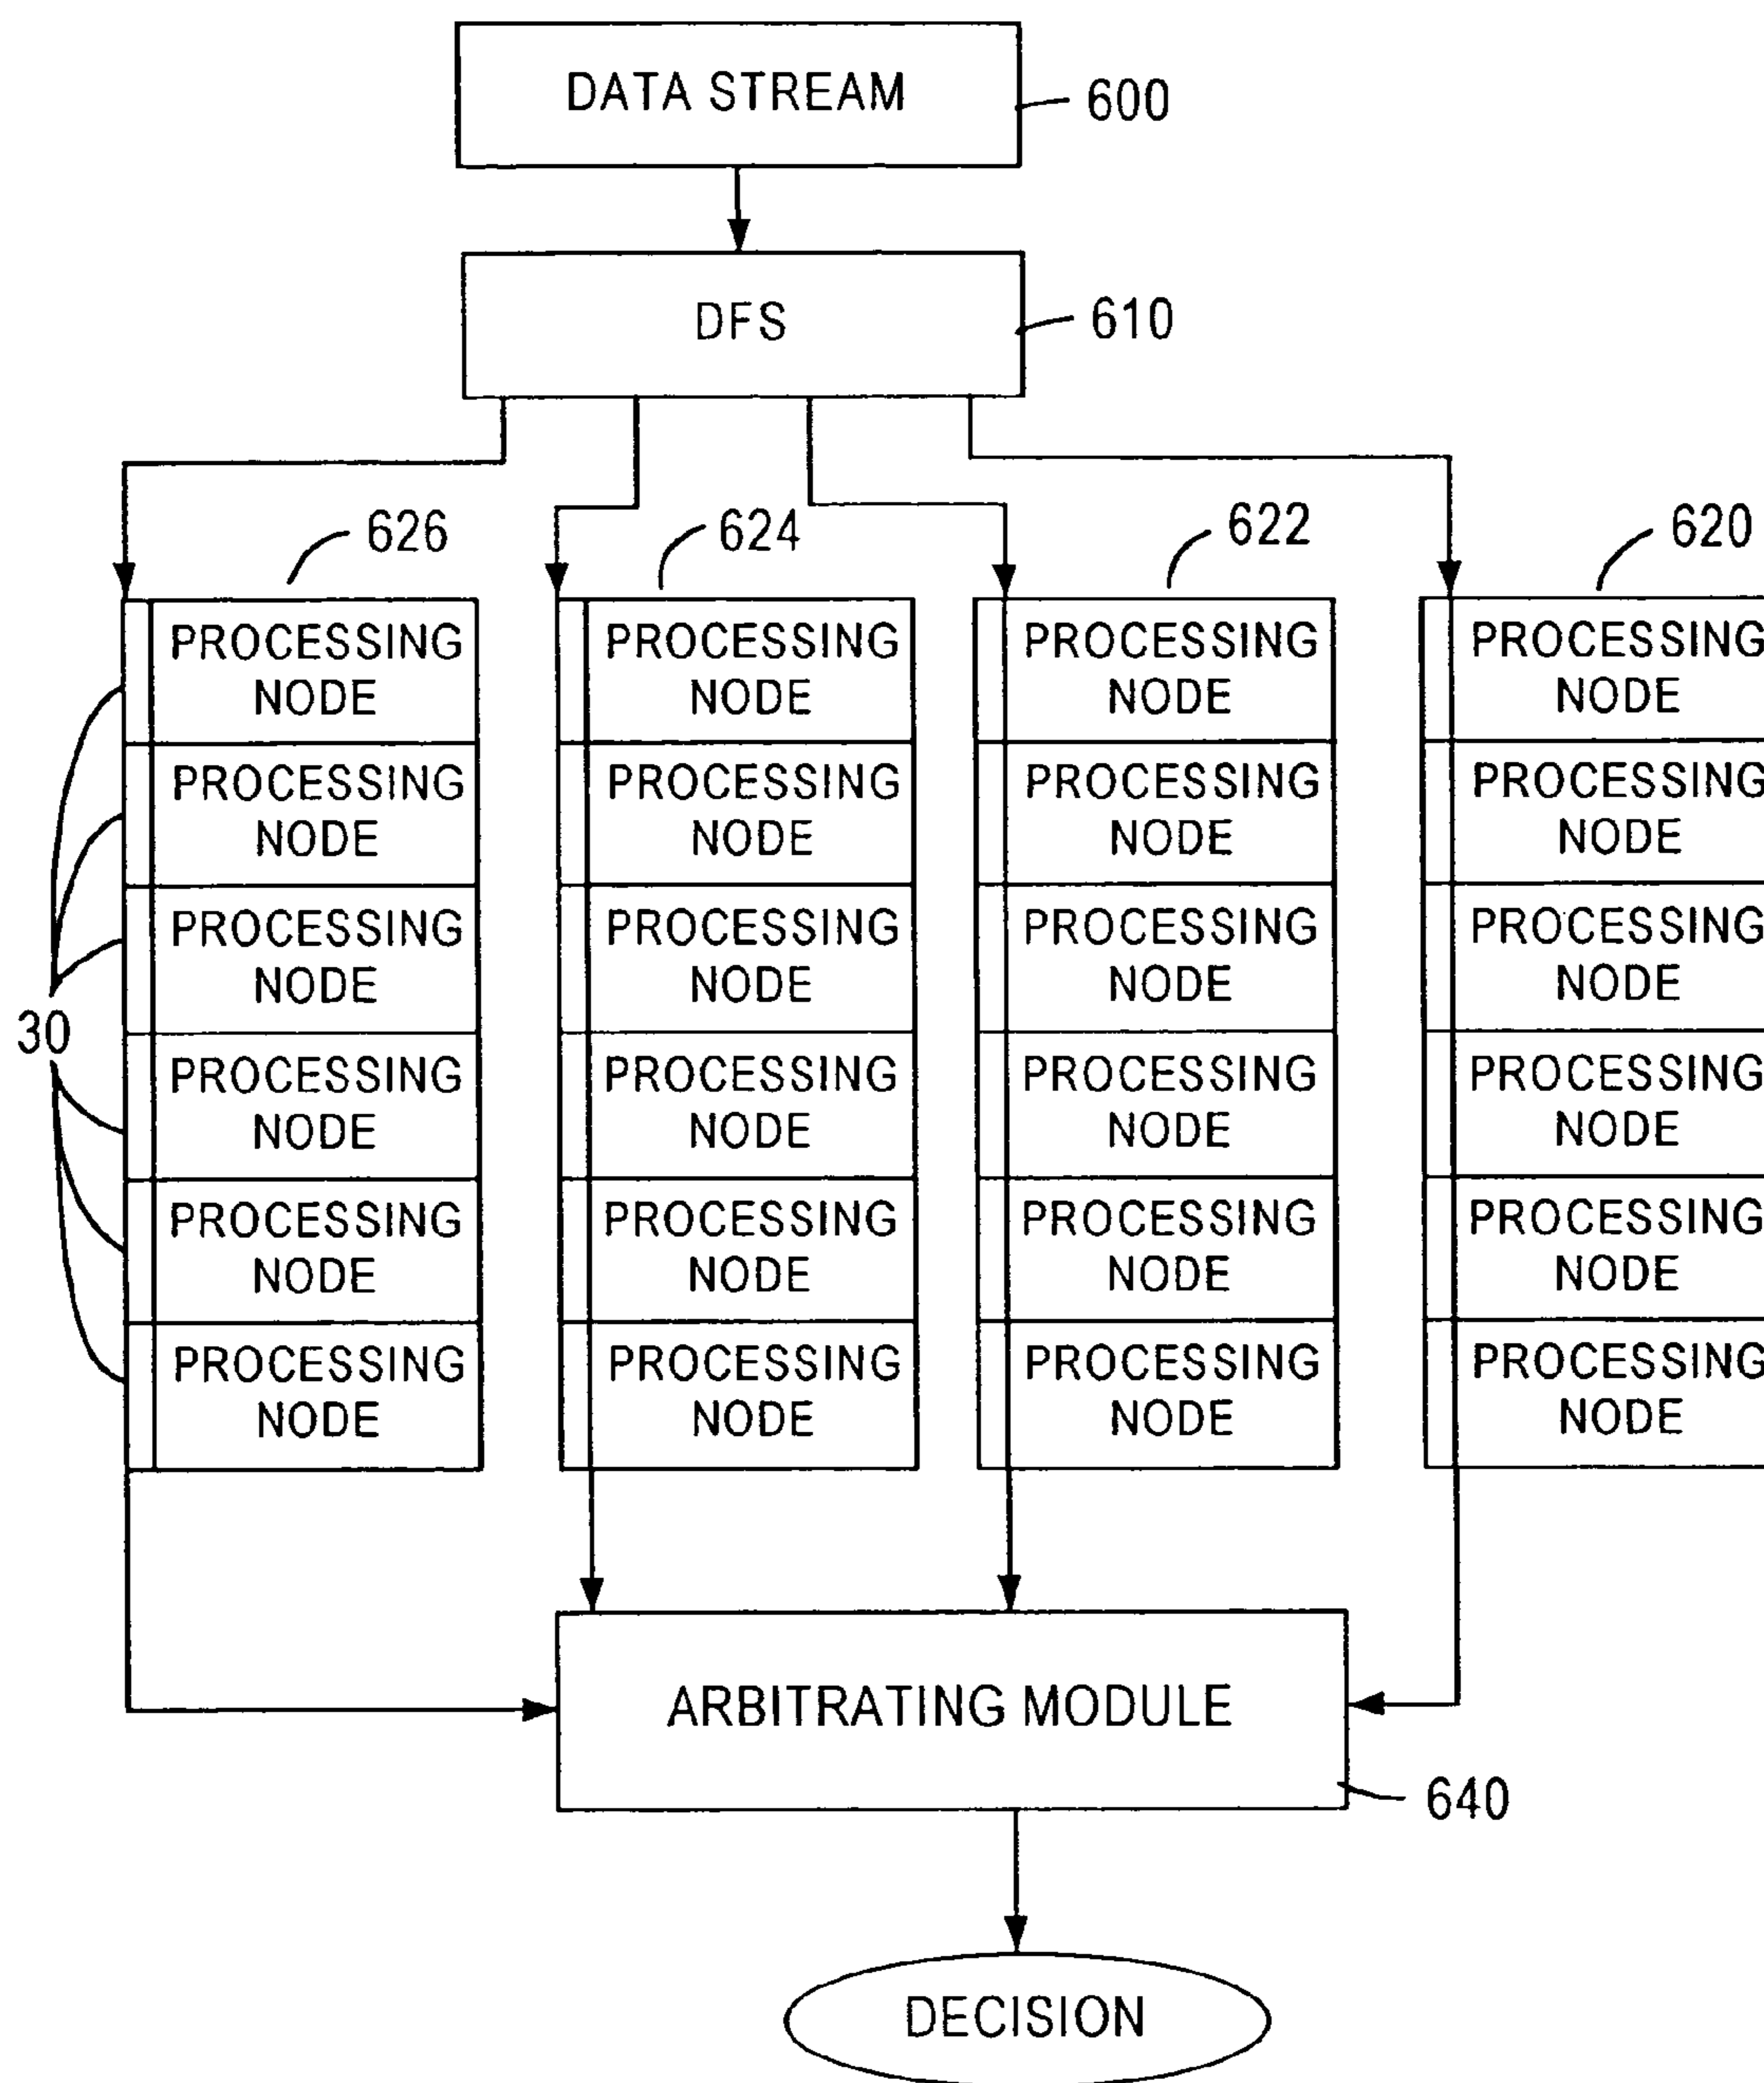 DATA STREAM
600
DFS
610
626
624
622
620
PROCESSING
NODE
PROCESSING
NODE
PROCESSING
NODE
PROCESSING
NODE
PROCESSING
NODE
PROCESSING
NODE
PROCESSING
NODE
PROCESSING
NODE
PROCESSING
NODE
PROCESSING
NODE
PROCESSING
NODE
PROCESSING
NODE
30
PROCESSING
NODE
PROCESSING
NODE
PROCESSING
NODE
PROCESSING
NODE
PROCESSING
NODE
PROCESSING
NODE
PROCESSING
NODE
PROCESSING
NODE
PROCESSING
NODE
PROCESSING
NODE
PROCESSING
NODE
PROCESSING
NODE
ARBITRATING MODULE
640
DECISION